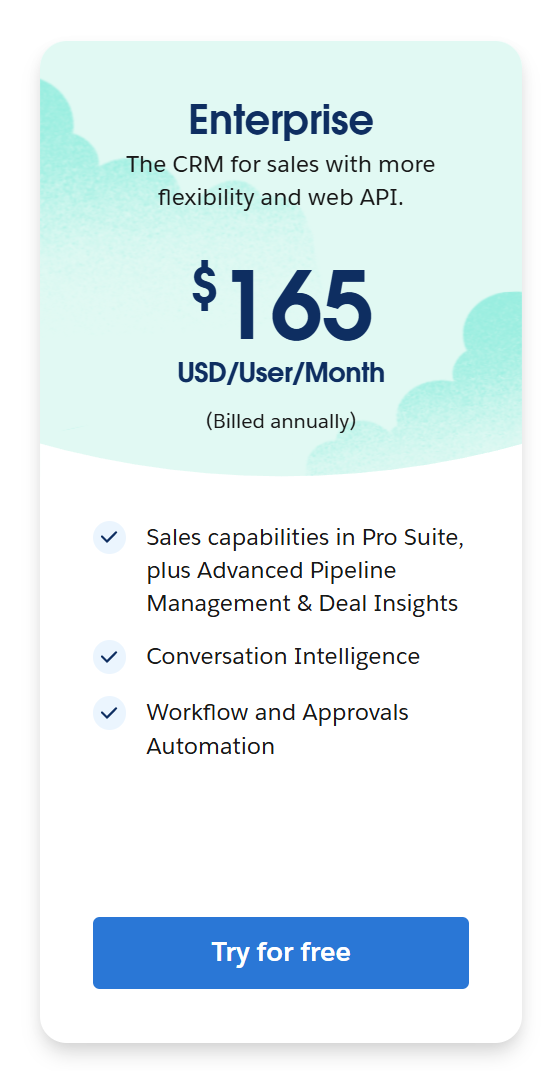 Enterprise
The CRM for sales with more
flexibility and web API.
$165
USD/User/Month
(Billed annually)
Sales capabilities in Pro Suite,
plus Advanced Pipeline
Management & Deal Insights
Conversation Intelligence
Workflow and Approvals
Automation
Try for free